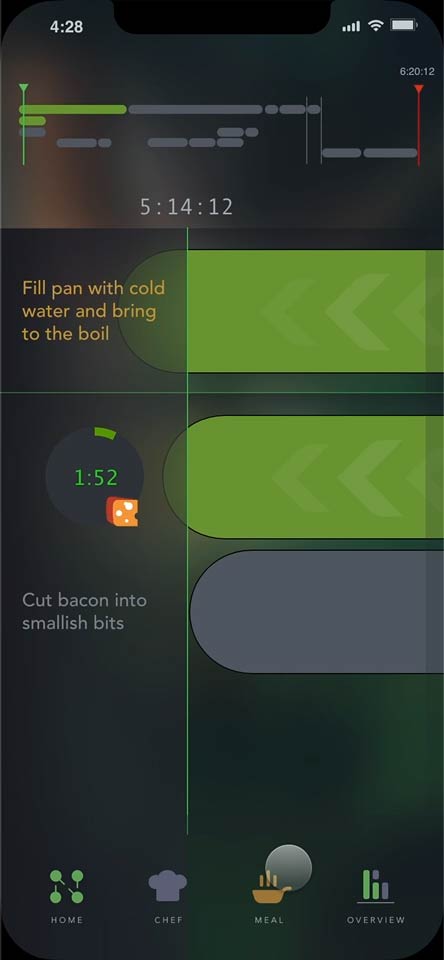 4:28
6:20:12
5:14:12
Fill pan with cold
water and bring
to the boil
1:52
Cut bacon into
smallish bits
HOME
CHEF
MEAL
OVERVIEW